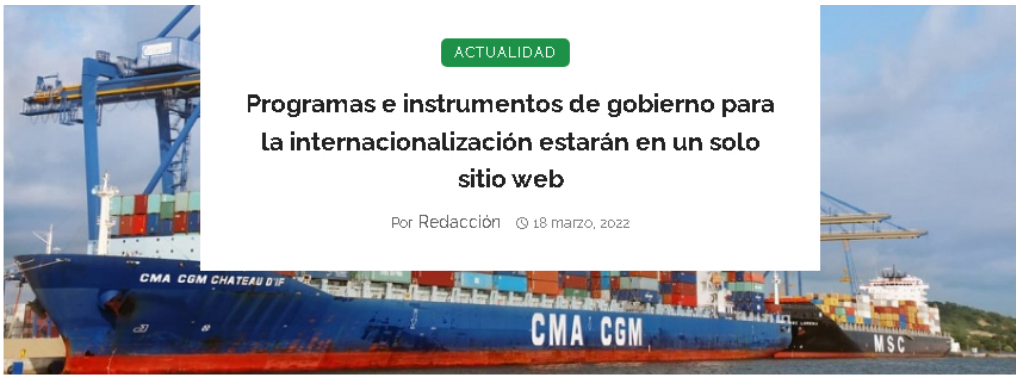 ACTUALIDAD
Programas e instrumentos de gobierno para
la internacionalización estarán en un solo
sitio web
Por Redacción 18 marzo, 2022
CMA CGM CHATEAU D'IF
CMA CGM
MSC